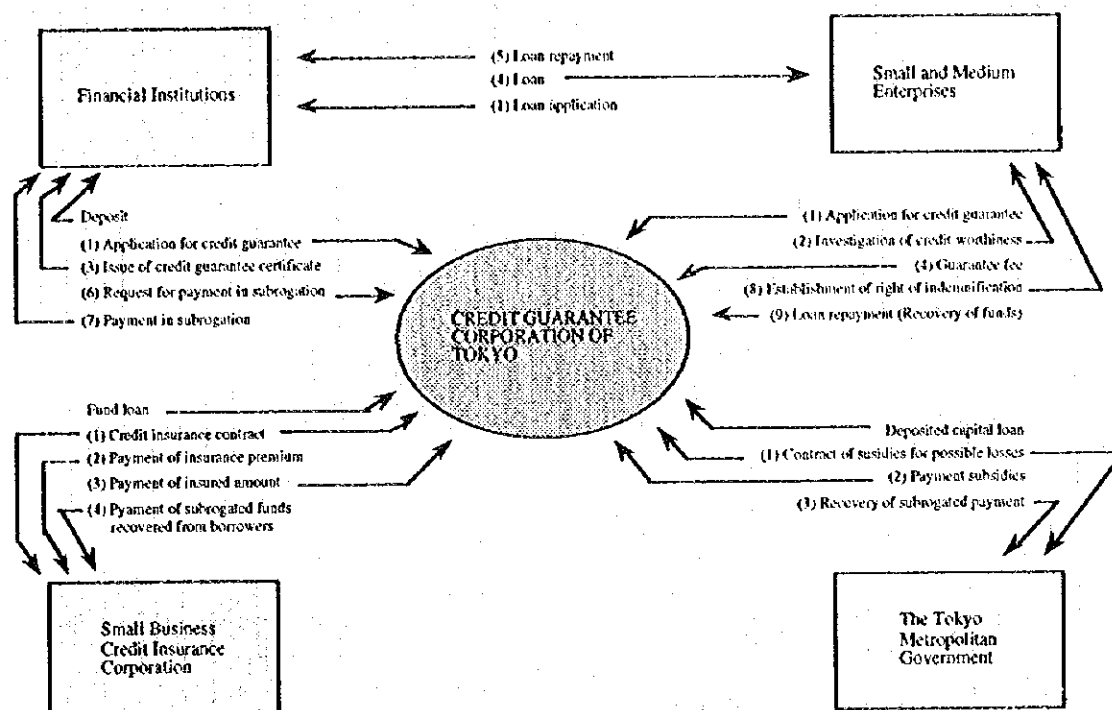 Financial Institutions
(5) Loan repayment
(4) Loan
(1) Loan application
Small and Medium
Enterprises
Deposit
(1) Application for credit guarantee
(3) Issue of credit guarantee certificate
(6) Request for payment in subrogation
(7) Payment in subrogation
(1) Application for credit guarantee
(2) Investigation of credit worthiness
(4) Guarantee fee
(8) Establishment of right of indemnification
(9) Loan repayment (Recovery of funds)
CREDIT GUARANTEE
CORPORATION OF
TOKYO
Fund loan
(1) Credit insurance contract
(2) Payment of insurance premium
(3) Payment of insured amount
(4) Pyament of subrogated funds
recovered from borrowers
Deposited capital loan
(1) Contract of susidies for possible losses
(2) Payment subsidies
(3) Recovery of subrogated payment
Small Business
Credit Insurance
Corporation
The Tokyo
Metropolitan
Government